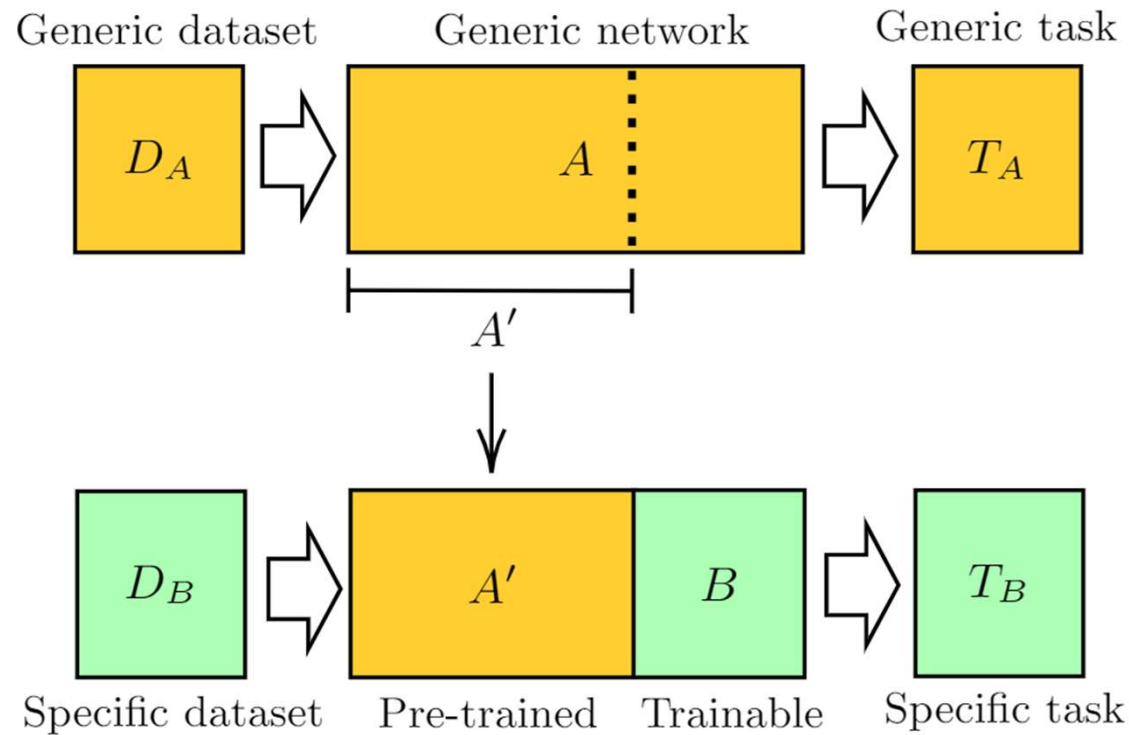 Generic dataset
Generic network
Generic task
D_A
A
T_A
A′
D_B
A′
B
T_B
Specific dataset
Pre-trained
Trainable
Specific task